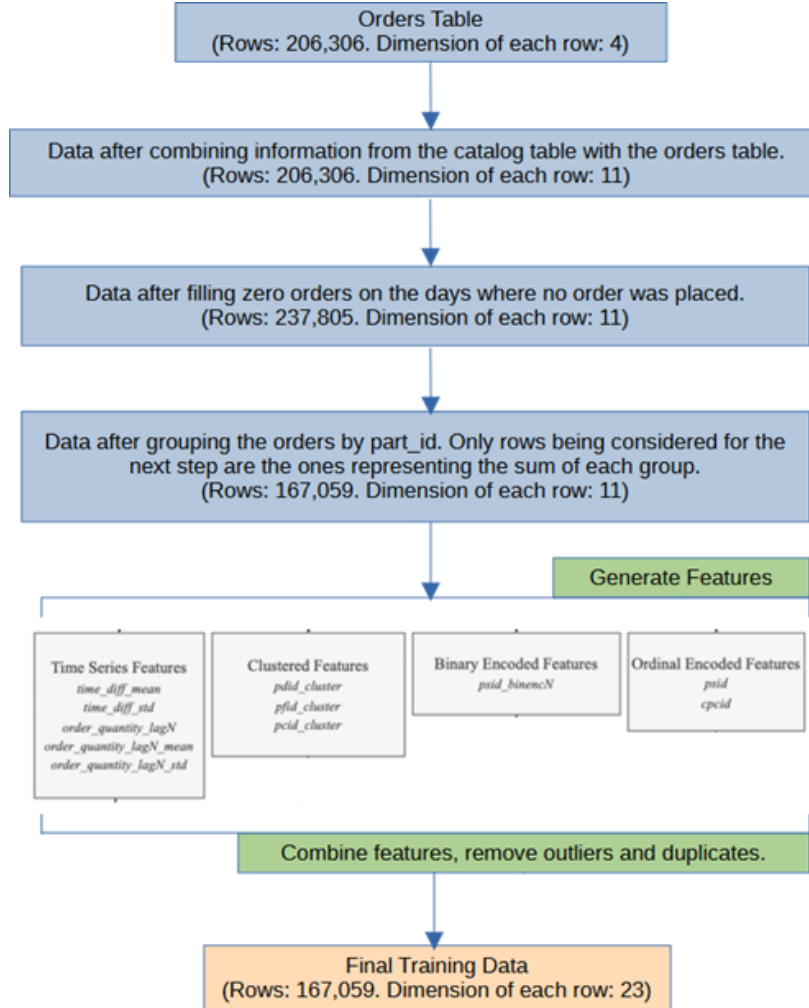 Orders Table
(Rows: 206,306. Dimension of each row: 4)
Data after combining information from the catalog table with the orders table.
(Rows: 206,306. Dimension of each row: 11)
Data after filling zero orders on the days where no order was placed.
(Rows: 237,805. Dimension of each row: 11)
Data after grouping the orders by part_id. Only rows being considered for the
next step are the ones representing the sum of each group.
(Rows: 167,059. Dimension of each row: 11)
Generate Features
Time Series Features
time_diff_mean
time_diff_std
order_quantity_lagN
order_quantity_lagN_mean
order_quantity_lagN_std
Clustered Features
pdid_cluster
pfid_cluster
pcid_cluster
Binary Encoded Features
psid_binencN
Ordinal Encoded Features
psid
cpcid
Combine features, remove outliers and duplicates.
Final Training Data
(Rows: 167,059. Dimension of each row: 23)